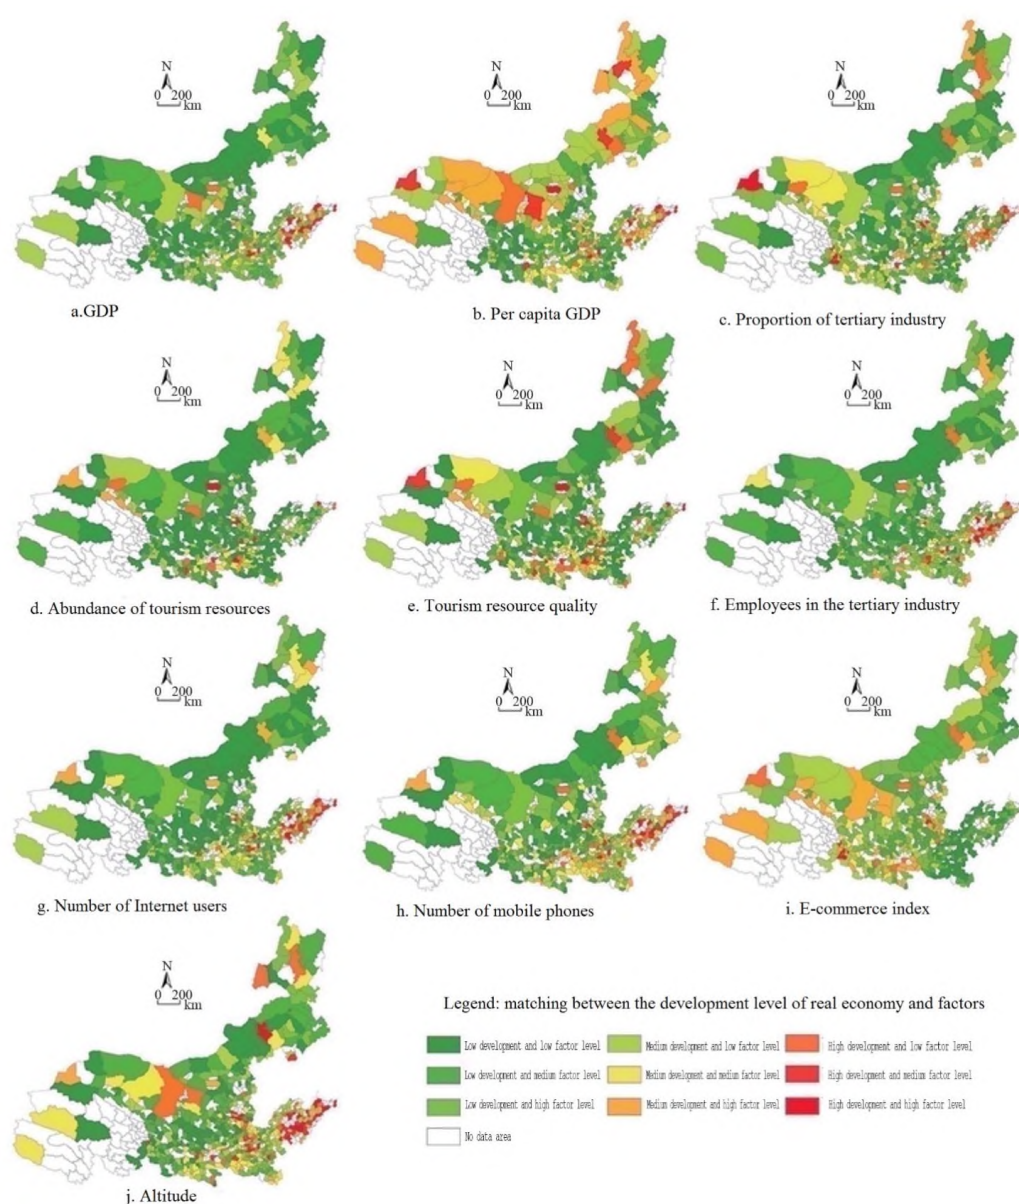 N
0 200
km
N
0 200
km
N
0 200
km
a.GDP
b. Per capita GDP
c. Proportion of tertiary industry
N
0 200
km
N
0 200
km
N
0 200
km
d. Abundance of tourism resources
e. Tourism resource quality
f. Employees in the tertiary industry
N
0 200
km
N
0 200
km
N
0 200
km
g. Number of Internet users
h. Number of mobile phones
i. E-commerce index
N
0 200
km
j. Altitude
Legend: matching between the development level of real economy and factors
Low development and low factor level
Low development and medium factor level
Low development and high factor level
No data area
Medium development and low factor level
Medium development and medium factor level
Medium development and high factor level
High development and low factor level
High development and medium factor level
High development and high factor level